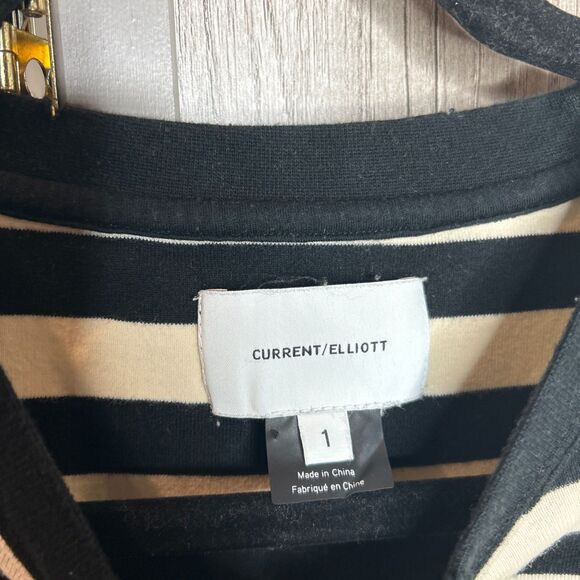 CURRENT/ELLIOTT
1
Made in China
Fabriqué en Chine